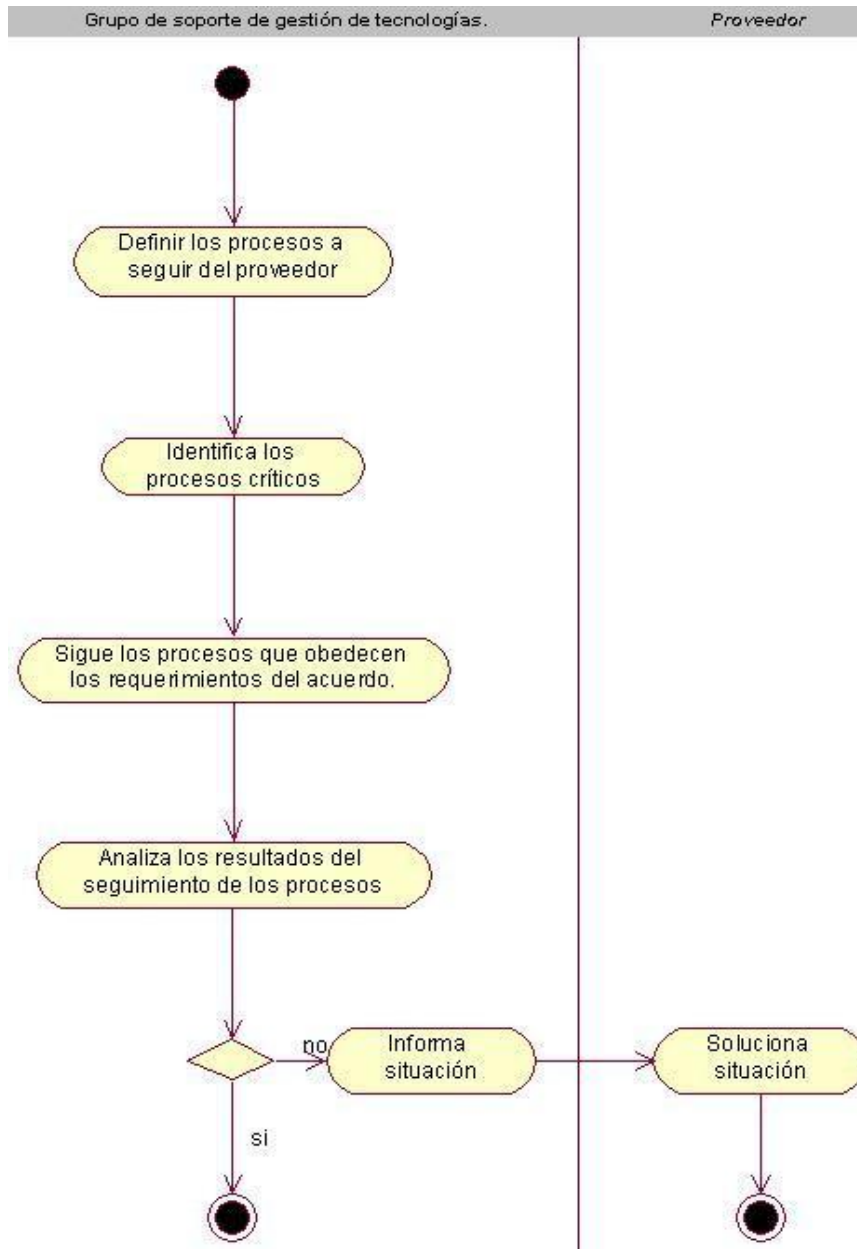 Grupo de soporte de gestión de tecnologías.
Proveedor
Definir los procesos a
seguir del proveedor
Identifica los
procesos críticos
Sigue los procesos que obedecen
los requerimientos del acuerdo.
Analiza los resultados del
seguimiento de los procesos
no
Informa
situación
Soluciona
situación
si